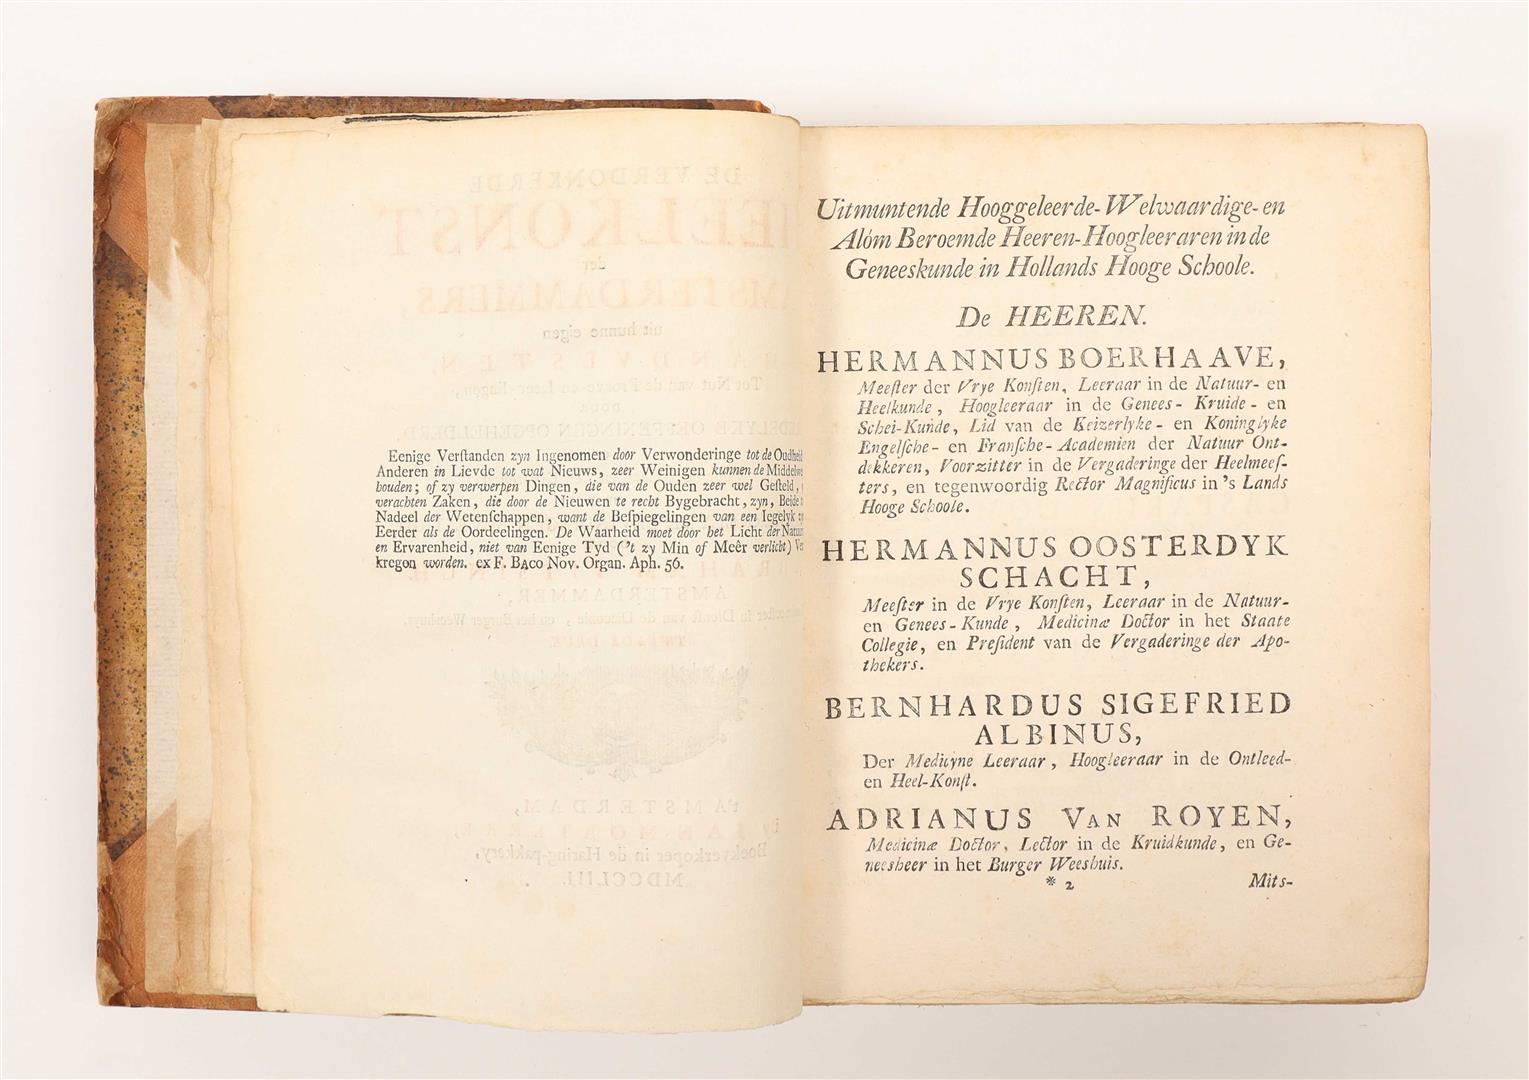 Eenige Verſtanden zyn Ingenomen door Verwonderinge tot de Oudheid
Anderen in Lievde tot wat Nieuws, zeer Weinigen kunnen de
houden; of zy verwerpen Dingen, die van de Ouden zeer wel Geſteld,
verachten Zaken, die door de Nieuwen te recht Bygebracht, zyn, Beide
Nadeel der Wetenſchappen, want de Beſpiegelingen van een Iegelyk
Eerder als de Oordeelingen. De Waarheid moet door het Licht der
en Ervarenheid, niet van Eenige Tyd ('t zy Min of Meêr verlicht)
kregon worden. ex F. BACO Nov. Organ. Aph. 56.
Uitmuntende Hooggeleerde-Welwaardige-en
Alóm Beroemde Heeren-Hoogleeraren in de
Geneeskunde in Hollands Hooge Schoole.
De HEEREN.
HERMANNUS BOERHAAVE,
Meeſter der Vrye Konſten, Leeraar in de Natuur- en
Heelkunde, Hoogleeraar in de Genees- Kruide- en
Schei-Kunde, Lid van de Keizerlyke- en Koninglyke
Engelſche- en Franſche-Academien der Natuur Ont-
dekkeren, Voorzitter in de Vergaderinge der Heelmeeſ-
ters, en tegenwoordig Rector Magnificus in 's Lands
Hooge Schoole.
HERMANNUS OOSTERDYK
SCHACHT,
Meeſter in de Vrye Konſten, Leeraar in de Natuur-
en Genees-Kunde, Medicinæ Doctor in het Staate
Collegie, en Preſident van de Vergaderinge der Apo-
thekers.
BERNHARDUS SIGEFRIED
ALBINUS,
Der Medicyne Leeraar, Hoogleeraar in de Ontleed-
en Heel-Konſt.
ADRIANUS VAN ROYEN,
Medicinæ Doctor, Lector in de Kruidkunde, en Ge-
neesheer in het Burger Weeshuis.
* 2 Mits-